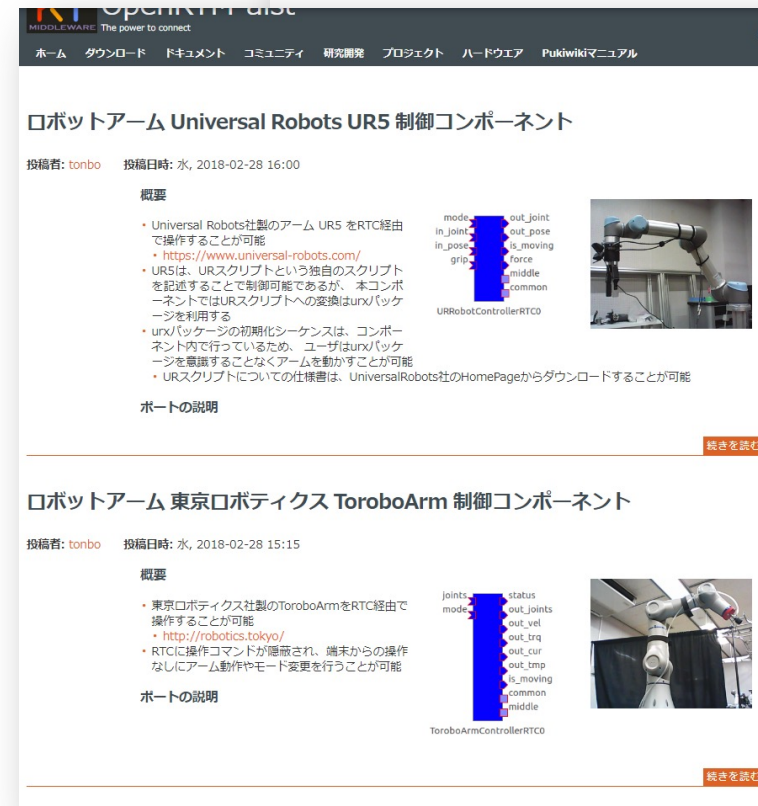 OpenRTM-aist
MIDDLEWARE The power to connect
ホーム ダウンロード ドキュメント コミュニティ 研究開発 プロジェクト ハードウエア Pukiwikiマニュアル
ロボットアーム Universal Robots UR5 制御コンポーネント
投稿者: tonbo 投稿日時: 水, 2018-02-28 16:00
概要
・Universal Robots社製のアーム UR5 をRTC経由
で操作することが可能
・https://www.universal-robots.com/
・UR5は、URスクリプトという独自のスクリプト
を記述することで制御可能であるが、 本コンポ
ーネントではURスクリプトへの変換はurxパッケ
ージを利用する
・urxパッケージの初期化シーケンスは、コンポー
ネント内で行っているため、 ユーザはurxパッケ
ージを意識することなくアームを動かすことが可能
・URスクリプトについての仕様書は、UniversalRobots社のHomePageからダウンロードすることが可能
mode out_joint
in_joint out_pose
in_pose is_moving
grip force
middle
common
URRobotControllerRTC0
ポートの説明
続きを読む
ロボットアーム 東京ロボティクス ToroboArm 制御コンポーネント
投稿者: tonbo 投稿日時: 水, 2018-02-28 15:15
概要
・東京ロボティクス社製のToroboArmをRTC経由で
操作することが可能
・http://robotics.tokyo/
・RTCに操作コマンドが隠蔽され、端末からの操作
なしにアーム動作やモード変更を行うことが可能
joints status
mode out_joints
out_vel
out_trq
out_cur
out_tmp
is_moving
common
middle
ToroboArmControllerRTC0
ポートの説明
続きを読む